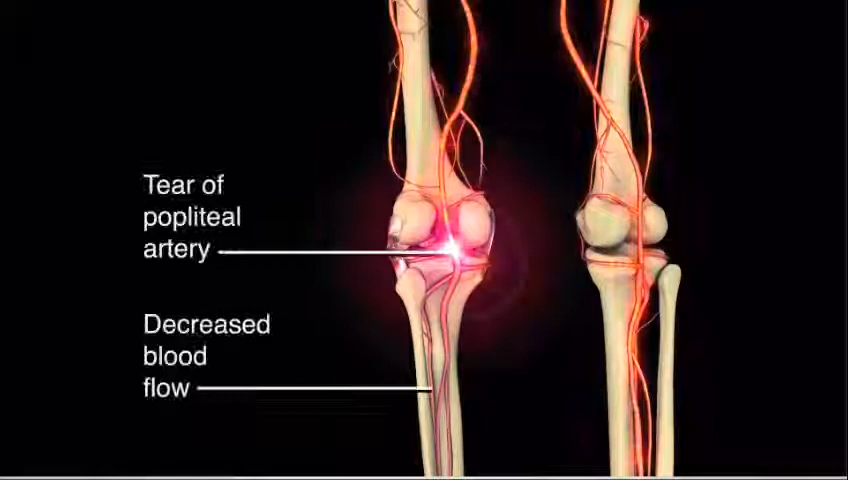 Tear of
popliteal
artery
Decreased
blood
flow